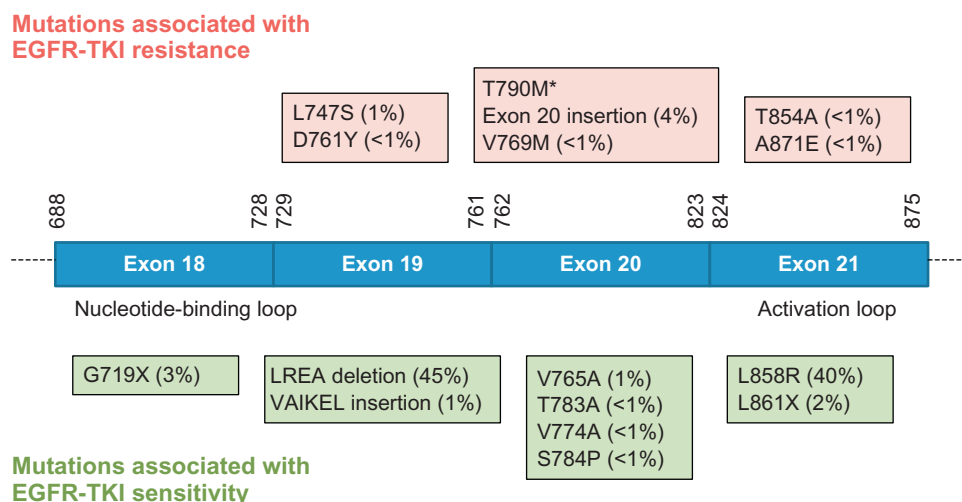 Mutations associated with
EGFR-TKI resistance
L747S (1%)
D761Y (<1%)
T790M*
Exon 20 insertion (4%)
V769M (<1%)
T854A (<1%)
A871E (<1%)
688
728
729
761
762
823
824
875
Exon 18
Exon 19
Exon 20
Exon 21
Nucleotide-binding loop
Activation loop
G719X (3%)
LREA deletion (45%)
VAIKEL insertion (1%)
V765A (1%)
T783A (<1%)
V774A (<1%)
S784P (<1%)
L858R (40%)
L861X (2%)
Mutations associated with
EGFR-TKI sensitivity